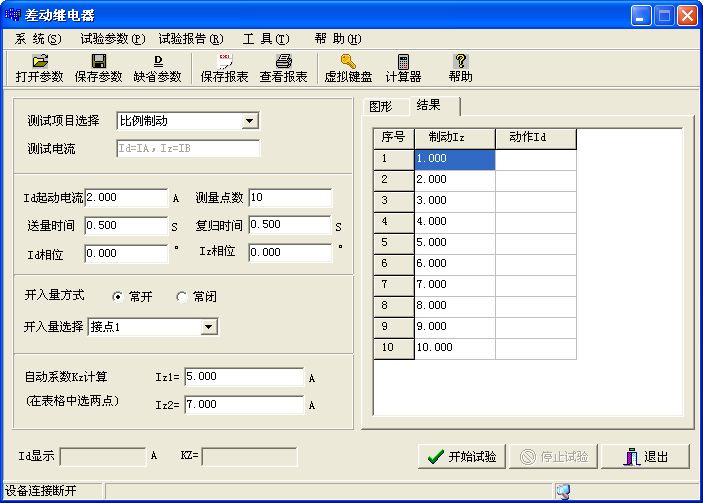 差动继电器
系 统(S) 试验参数(P) 试验报告(R) 工 具(T) 帮 助(H)
打开参数 保存参数 缺省参数 保存报表 查看报表 虚拟键盘 计算器 帮助
测试项目选择 比例制动
测试电流 Id=IA，Iz=IB
Id起动电流 2.000 A 测量点数 10
送量时间 0.500 S 复归时间 0.500 S
Id相位 0.000 ° Iz相位 0.000 °
开入量方式 常开 常闭
开入量选择 接点1
自动系数Kz计算 Iz1= 5.000 A
(在表格中选两点) Iz2= 7.000 A
Id显示 A KZ=
图形 结果
序号 制动Iz 动作Id
1 1.000
2 2.000
3 3.000
4 4.000
5 5.000
6 6.000
7 7.000
8 8.000
9 9.000
10 10.000
开始试验 停止试验 退出
设备连接断开